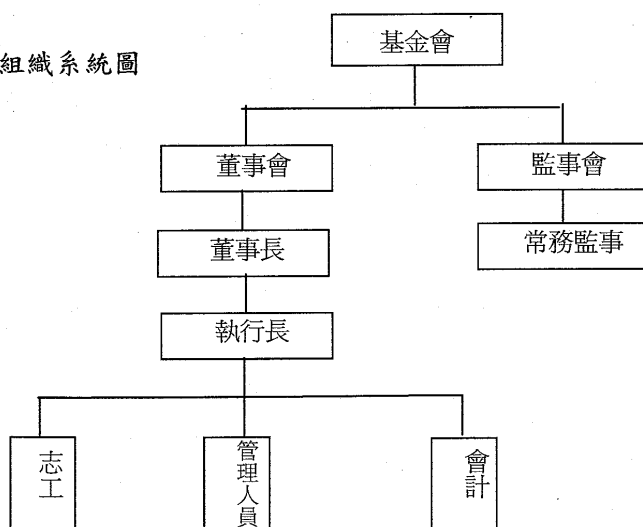 組織系統圖
基金會
董事會
監事會
董事長
常務監事
執行長
志工
管理人員
會計